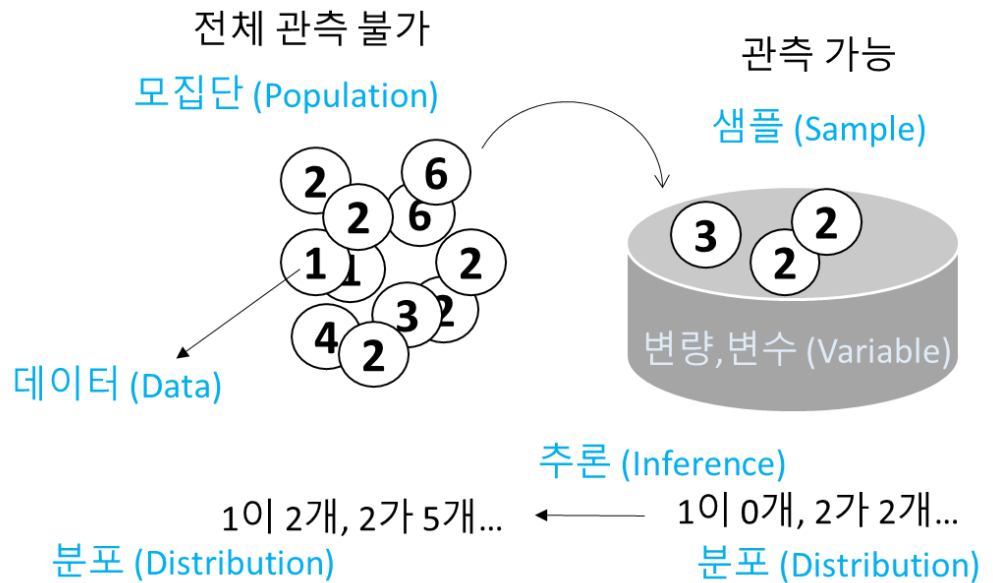 전체 관측 불가
모집단 (Population)
관측 가능
샘플 (Sample)
2
6
2
6
1
1
2
3
2
4
2
3
2
2
변량,변수 (Variable)
데이터 (Data)
추론 (Inference)
1이 2개, 2가 5개...
1이 0개, 2가 2개...
분포 (Distribution)
분포 (Distribution)